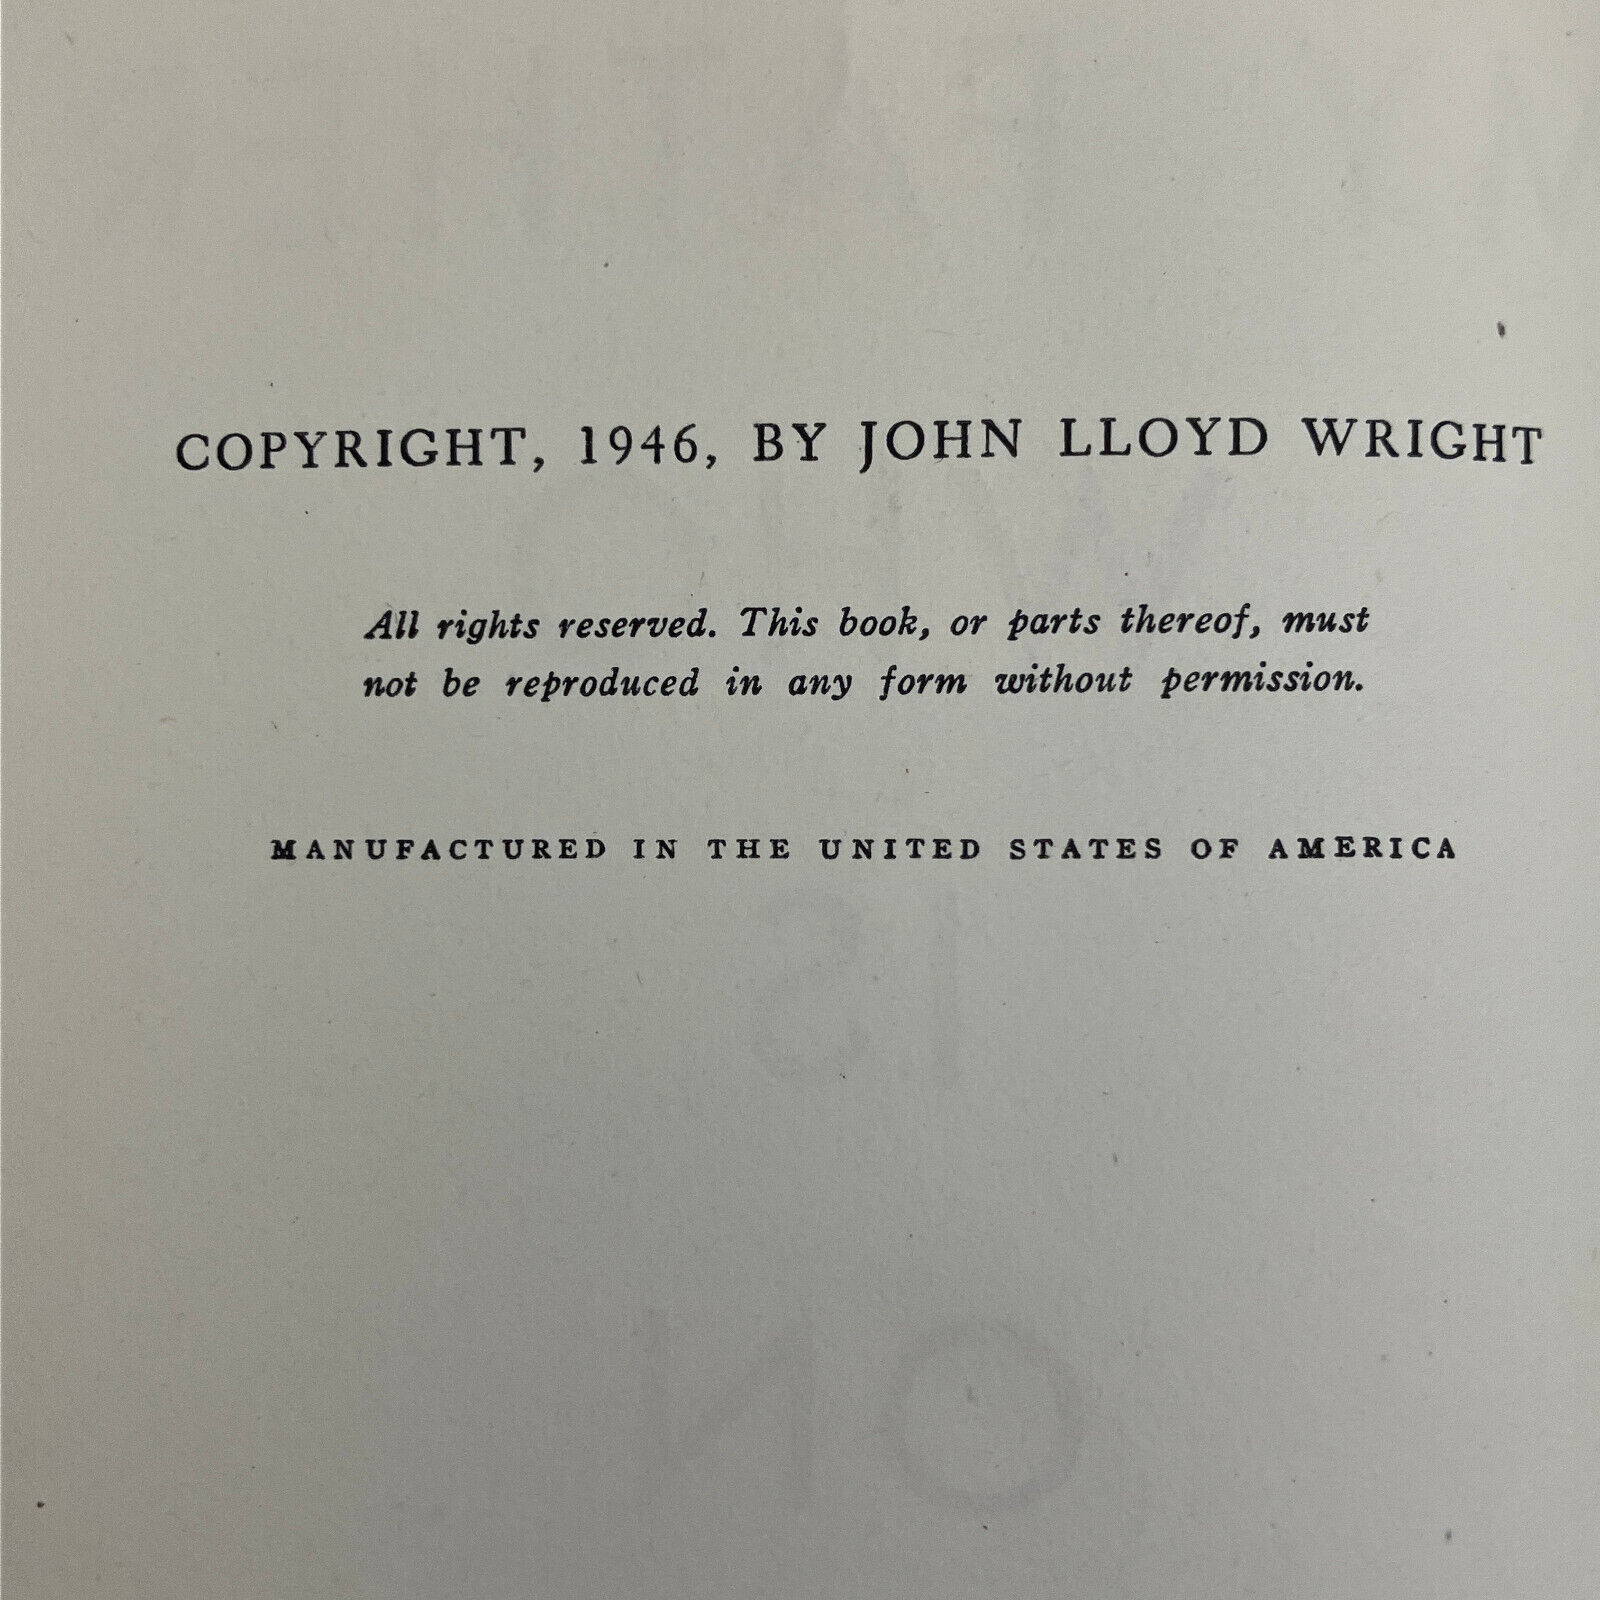 COPYRIGHT, 1946, BY JOHN LLOYD WRIGHT
All rights reserved. This book, or parts thereof, must
not be reproduced in any form without permission.
MANUFACTURED IN THE UNITED STATES OF AMERICA